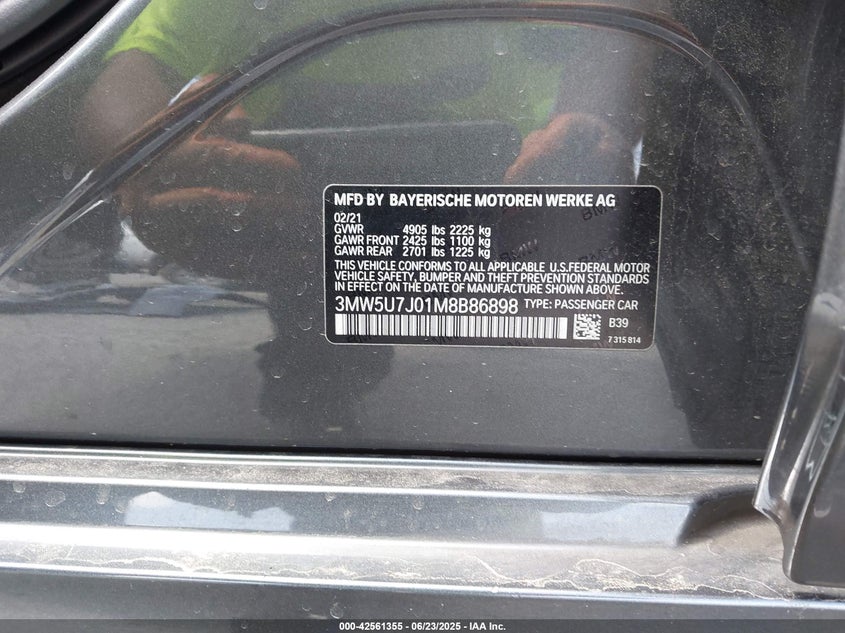 MFD BY BAYERISCHE MOTOREN WERKE AG
02/21
GVWR 4905 lbs 2225 kg
GAWR FRONT 2425 lbs 1100 kg
GAWR REAR 2701 lbs 1225 kg
THIS VEHICLE CONFORMS TO ALL APPLICABLE U.S.FEDERAL MOTOR
VEHICLE SAFETY, BUMPER AND THEFT PREVENTION STANDARDS
IN EFFECT ON THE DATE OF MANUFACTURE SHOWN ABOVE.
3MW5U7J01M8B86898 TYPE: PASSENGER CAR
B39
7 315 814
000-42561355 - 06/23/2025 - IAA Inc.